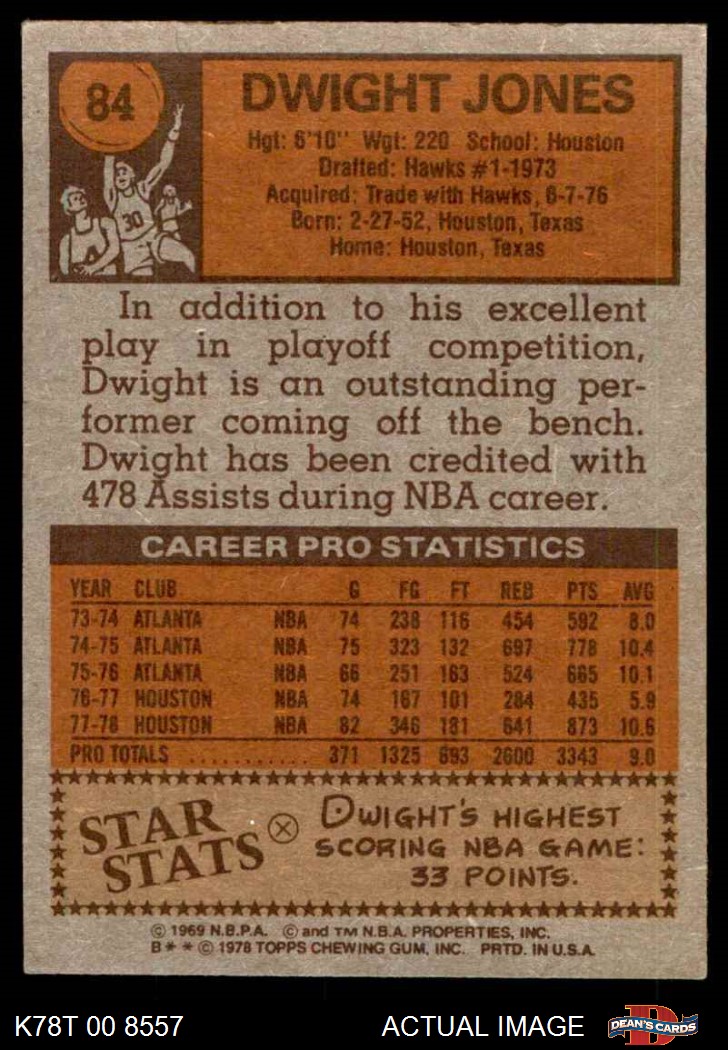 84
30
DWIGHT JONES
Hgt: 6'10" Wgt: 220 School: Houston
Drafted: Hawks #1-1973
Acquired: Trade with Hawks, 6-7-76
Born: 2-27-52, Houston, Texas
Home: Houston, Texas
In addition to his excellent
play in playoff competition,
Dwight is an outstanding per-
former coming off the bench.
Dwight has been credited with
478 Assists during NBA career.
CAREER PRO STATISTICS
YEAR CLUB G FG FT REB PTS AVG
73-74 ATLANTA NBA 74 238 116 454 592 8.0
74-75 ATLANTA NBA 75 323 132 697 778 10.4
75-76 ATLANTA NBA 66 251 163 524 665 10.1
76-77 HOUSTON NBA 74 167 101 284 435 5.9
77-78 HOUSTON NBA 82 346 181 641 873 10.6
PRO TOTALS ........... 371 1325 693 2600 3343 9.0
STAR
STATS
DWIGHT'S HIGHEST
SCORING NBA GAME:
33 POINTS.
© 1969 N.B.P.A. © and TM N.B.A. PROPERTIES, INC.
B * * © 1978 TOPPS CHEWING GUM, INC. PRTD. IN U.S.A.
K78T 00 8557 ACTUAL IMAGE
D
DEAN'S CARDS